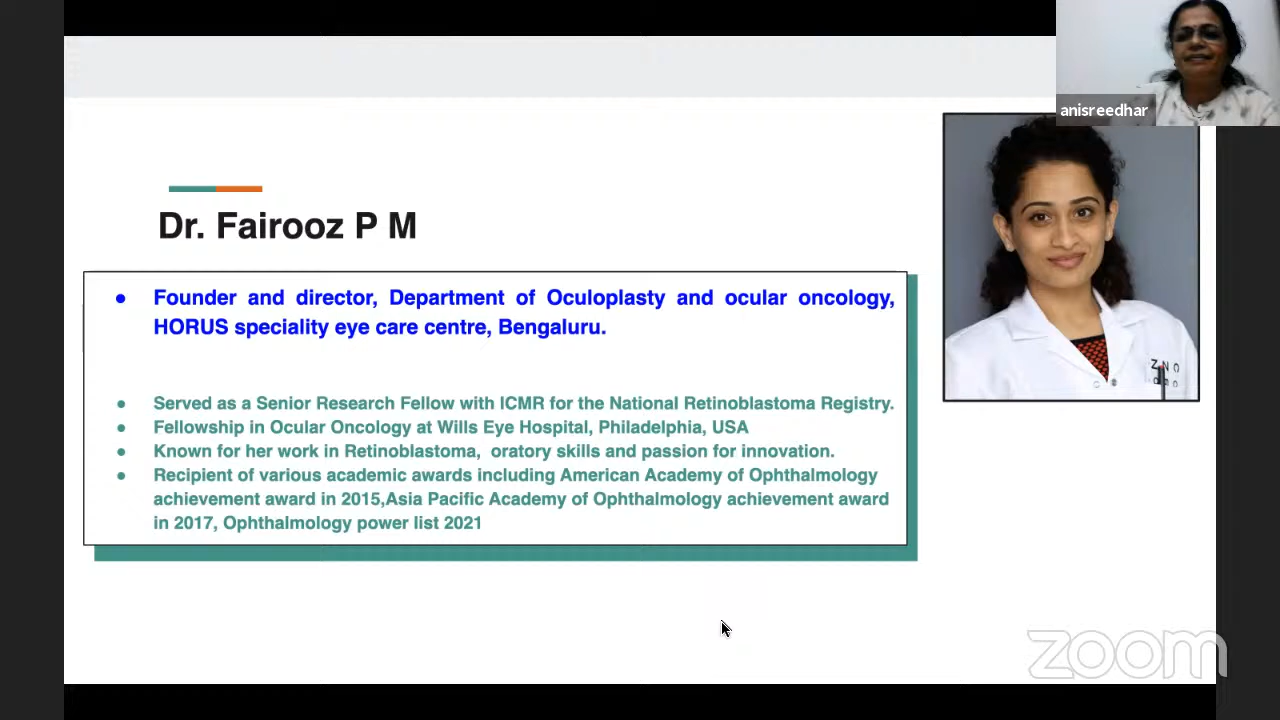 anisreedhar
Dr. Fairooz P M
● Founder and director, Department of Oculoplasty and ocular oncology,
HORUS speciality eye care centre, Bengaluru.
● Served as a Senior Research Fellow with ICMR for the National Retinoblastoma Registry.
● Fellowship in Ocular Oncology at Wills Eye Hospital, Philadelphia, USA
● Known for her work in Retinoblastoma, oratory skills and passion for innovation.
● Recipient of various academic awards including American Academy of Ophthalmology
achievement award in 2015,Asia Pacific Academy of Ophthalmology achievement award
in 2017, Ophthalmology power list 2021
zoom